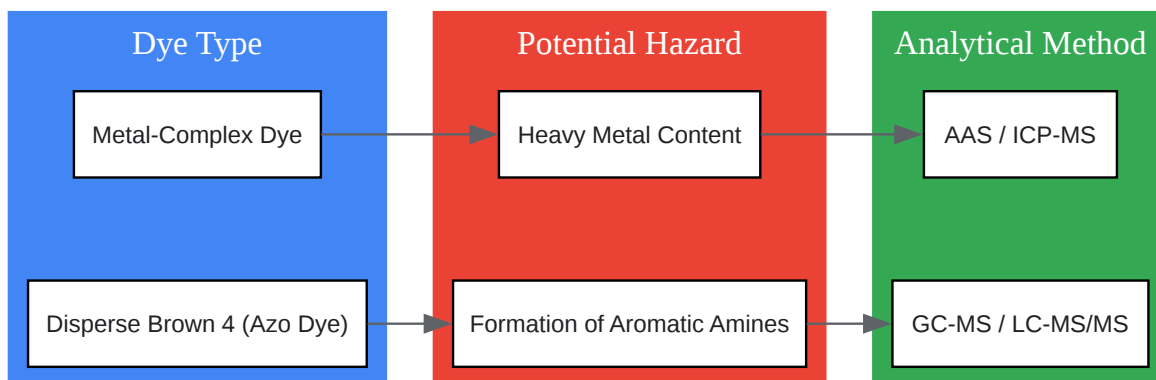 Dye Type
Potential Hazard
Analytical Method
Metal-Complex Dye
Heavy Metal Content
AAS / ICP-MS
Disperse Brown 4 (Azo Dye)
Formation of Aromatic Amines
GC-MS / LC-MS/MS